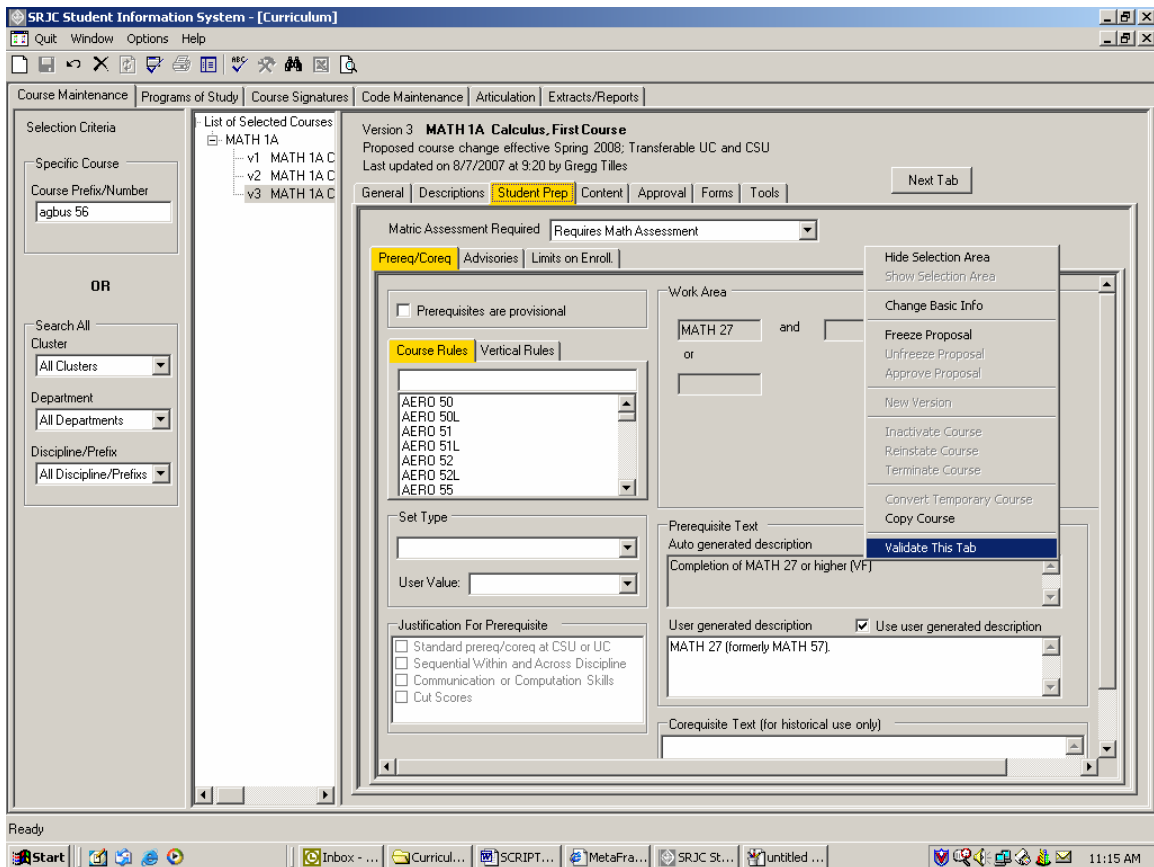 SRJC Student Information System - [Curriculum]
Quit Window Options Help
Course Maintenance Programs of Study Course Signatures Code Maintenance Articulation Extracts/Reports
Selection Criteria
Specific Course
Course Prefix/Number
agbus 56
OR
Search All
Cluster
All Clusters
Department
All Departments
Discipline/Prefix
All Discipline/Prefixs
List of Selected Courses
MATH 1A
v1 MATH 1A C
v2 MATH 1A C
v3 MATH 1A C
Version 3 MATH 1A Calculus, First Course
Proposed course change effective Spring 2008; Transferable UC and CSU
Last updated on 8/7/2007 at 9:20 by Gregg Tilles
Next Tab
General Descriptions Student Prep Content Approval Forms Tools
Matric Assessment Required Requires Math Assessment
Prereq/Coreq Advisories Limits on Enroll.
Prerequisites are provisional
Course Rules Vertical Rules
AERO 50
AERO 50L
AERO 51
AERO 51L
AERO 52
AERO 52L
AERO 55
Set Type
User Value:
Justification For Prerequisite
Standard prereq/coreq at CSU or UC
Sequential Within and Across Discipline
Communication or Computation Skills
Cut Scores
Work Area
MATH 27 and
or
Prerequisite Text
Auto generated description
Completion of MATH 27 or higher (VF)
User generated description Use user generated description
MATH 27 (formerly MATH 57).
Corequisite Text (for historical use only)
Hide Selection Area
Show Selection Area
Change Basic Info
Freeze Proposal
Unfreeze Proposal
Approve Proposal
New Version
Inactivate Course
Reinstate Course
Terminate Course
Convert Temporary Course
Copy Course
Validate This Tab
Ready
Start Inbox - ... Curricul... SCRIPT... MetaFra... SRJC St... untitled ... 11:15 AM